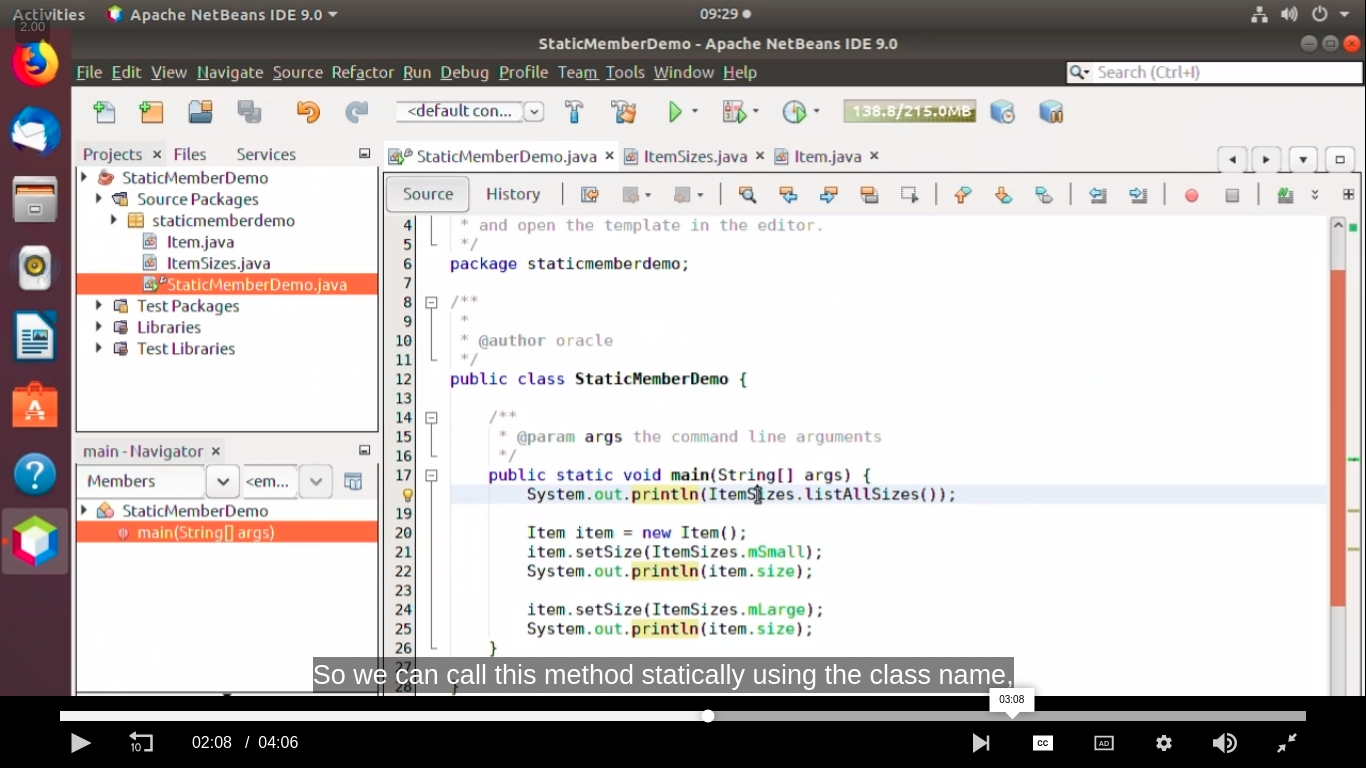 Activities
Apache NetBeans IDE 9.0
09:29
2.00
StaticMemberDemo - Apache NetBeans IDE 9.0
File Edit View Navigate Source Refactor Run Debug Profile Team Tools Window Help
Search (Ctrl+I)
<default con...
138.8/215.0MB
Projects
Files
Services
StaticMemberDemo.java
ItemSizes.java
Item.java
StaticMemberDemo
Source Packages
staticmemberdemo
Item.java
ItemSizes.java
StaticMemberDemo.java
Test Packages
Libraries
Test Libraries
main - Navigator
Members
<em...
StaticMemberDemo
main(String[] args)
Source
History
4 * and open the template in the editor.
5 */
6 package staticmemberdemo;
7
8 /**
9 *
10 * @author oracle
11 */
12 public class StaticMemberDemo {
13
14 /**
15 * @param args the command line arguments
16 */
17 public static void main(String[] args) {
System.out.println(ItemSizes.listAllSizes());
19
20 Item item = new Item();
21 item.setSize(ItemSizes.mSmall);
22 System.out.println(item.size);
23
24 item.setSize(ItemSizes.mLarge);
25 System.out.println(item.size);
26 }
27
28 }
So we can call this method statically using the class name,
03:08
10
02:08 / 04:06
CC
AD